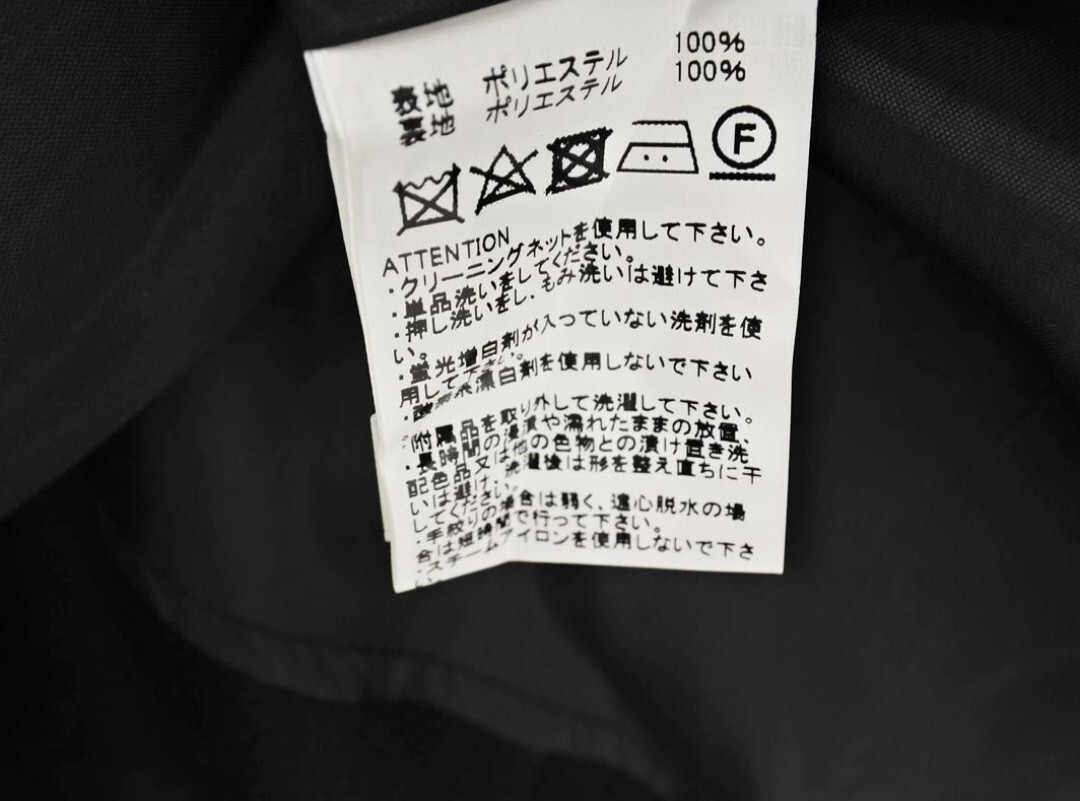 表地 ポリエステル 100%
裏地 ポリエステル 100%
F
ATTENTION
・クリーニングネットを使用して下さい。
・単品洗いをしてください。
・押し洗いをし、もみ洗いは避けて下さ
い。
・蛍光増白剤が入っていない洗剤を使
用して下さい。
・酸素系漂白剤を使用しないで下さい
附属品を取り外して洗濯して下さい。
・長時間の浸漬や濡れたままの放置、
配色品又は他の色物との漬け置き洗
いは避け、洗濯後は形を整え直ちに干
してください。
・手絞りの場合は弱く、遠心脱水の場
合は短時間で行って下さい。
・スチームアイロンを使用しないで下さ